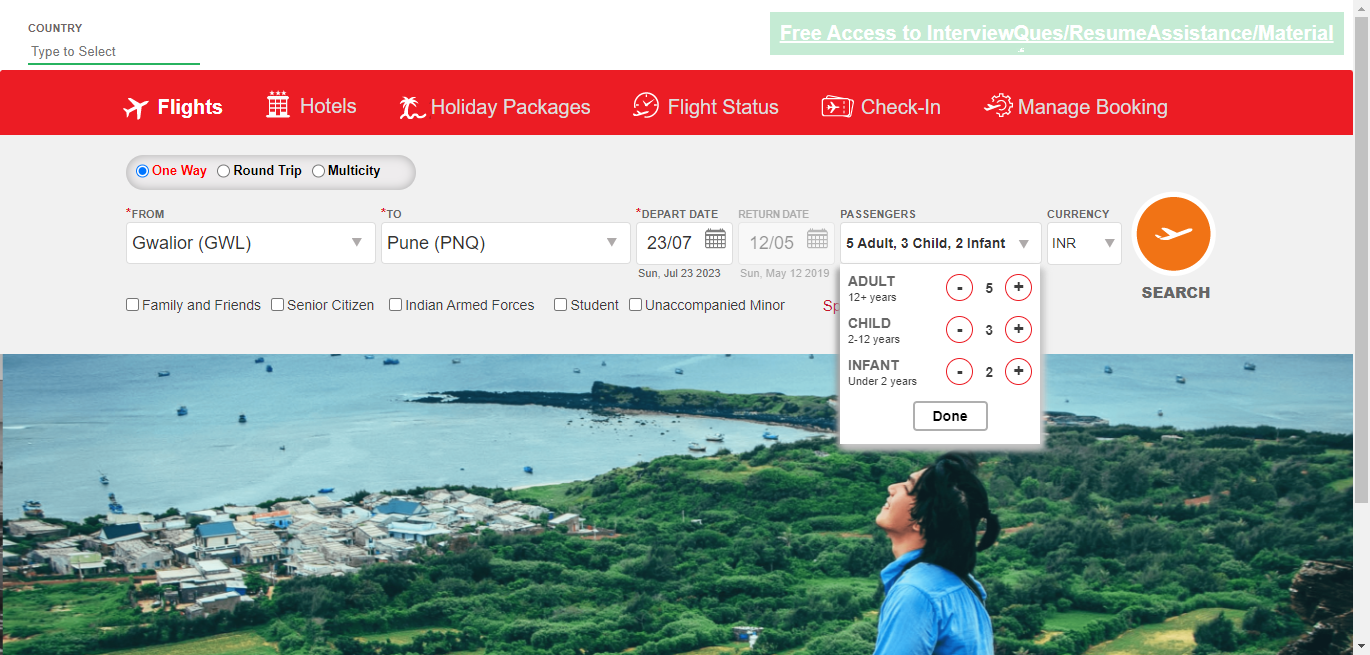 COUNTRY
Type to Select
Free Access to InterviewQues/ResumeAssistance/Material
Flights Hotels Holiday Packages Flight Status Check-In Manage Booking
One Way Round Trip Multicity
*FROM *TO *DEPART DATE RETURN DATE PASSENGERS CURRENCY
Gwalior (GWL) Pune (PNQ) 23/07 12/05 5 Adult, 3 Child, 2 Infant INR
Sun, Jul 23 2023 Sun, May 12 2019
SEARCH
Family and Friends Senior Citizen Indian Armed Forces Student Unaccompanied Minor
ADULT - 5 +
12+ years
CHILD - 3 +
2-12 years
INFANT - 2 +
Under 2 years
Done